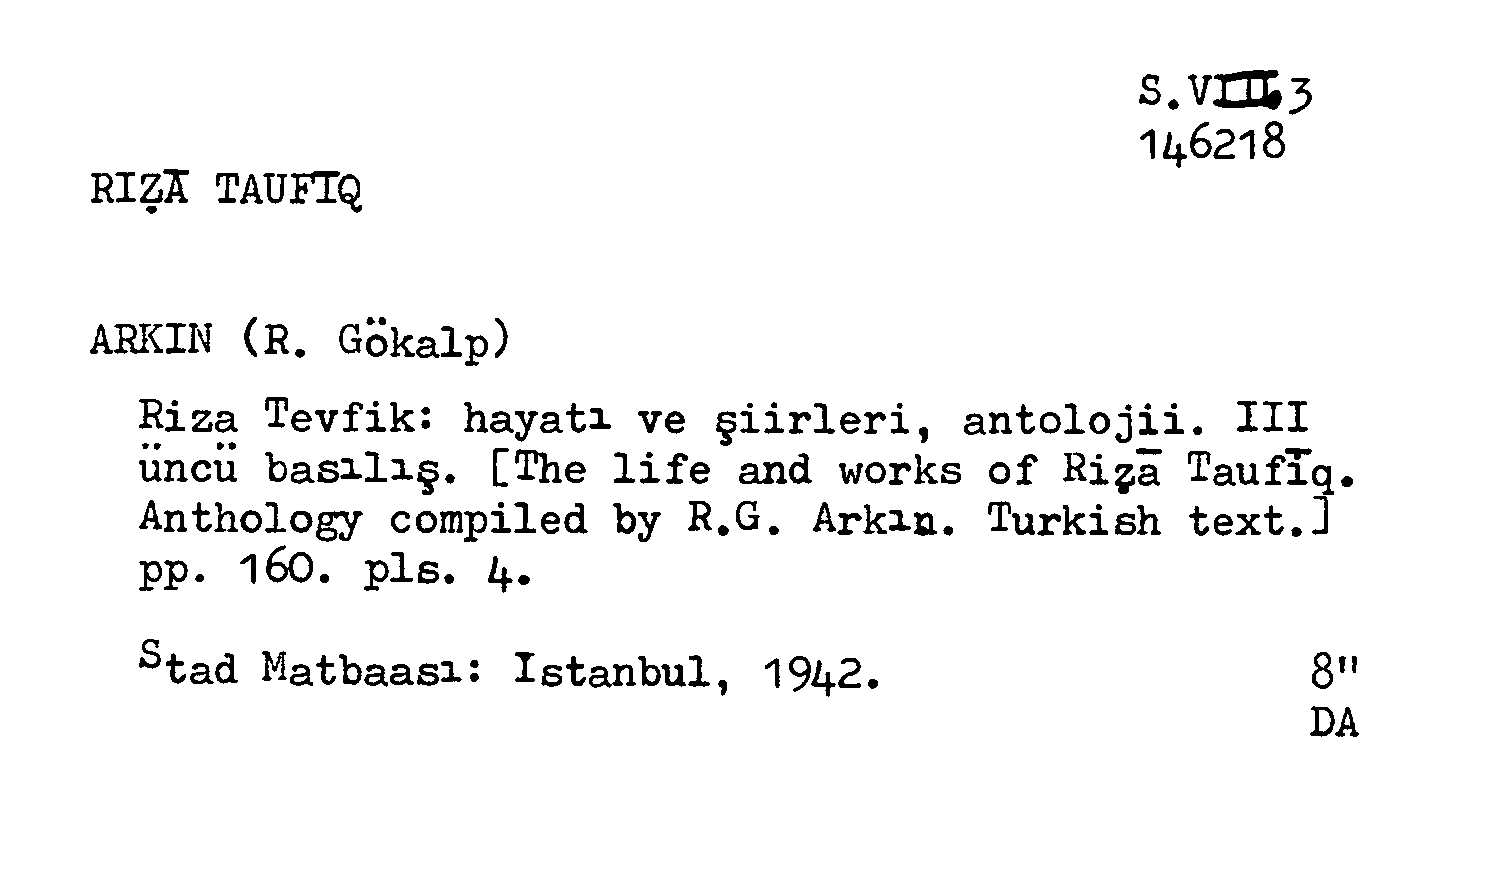 S.VIII.3
146218
RIẒĀ TAUFĪQ
ARKIN (R. Gökalp)
Riza Tevfik: hayatı ve şiirleri, antolojii. III
üncü basılış. [The life and works of Riẓā Taufīq.
Anthology compiled by R.G. Arkın. Turkish text.]
pp. 160. pls. 4.
Stad Matbaası: Istanbul, 1942. 8"
DA